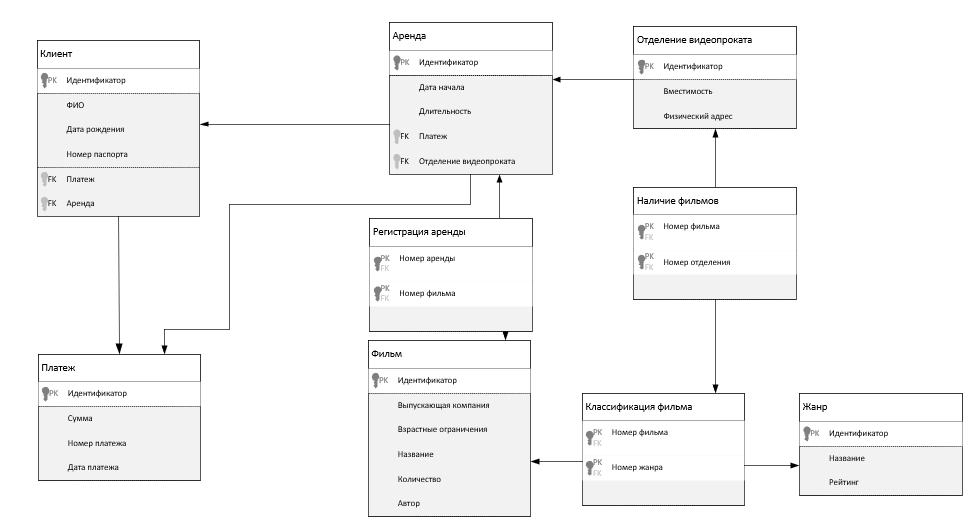 Клиент
PK Идентификатор
ФИО
Дата рождения
Номер паспорта
FK Платеж
FK Аренда
Аренда
PK Идентификатор
Дата начала
Длительность
FK Платеж
FK Отделение видеопроката
Отделение видеопроката
PK Идентификатор
Вместимость
Физический адрес
Регистрация аренды
PK FK Номер аренды
PK FK Номер фильма
Наличие фильмов
PK FK Номер фильма
PK FK Номер отделения
Платеж
PK Идентификатор
Сумма
Номер платежа
Дата платежа
Фильм
PK Идентификатор
Выпускающая компания
Взрастные ограничения
Название
Количество
Автор
Классификация фильма
PK FK Номер фильма
PK FK Номер жанра
Жанр
PK Идентификатор
Название
Рейтинг